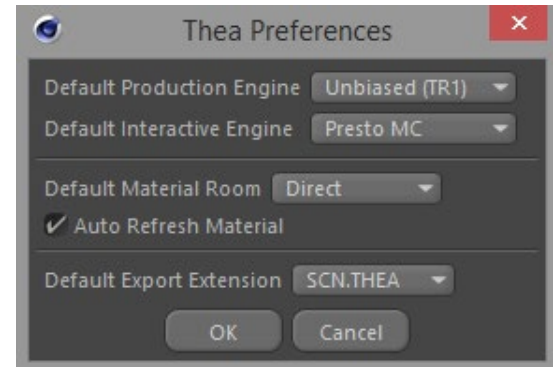 Thea Preferences
Default Production Engine Unbiased (TR1)
Default Interactive Engine Presto MC
Default Material Room Direct
Auto Refresh Material
Default Export Extension SCN.THEA
OK Cancel